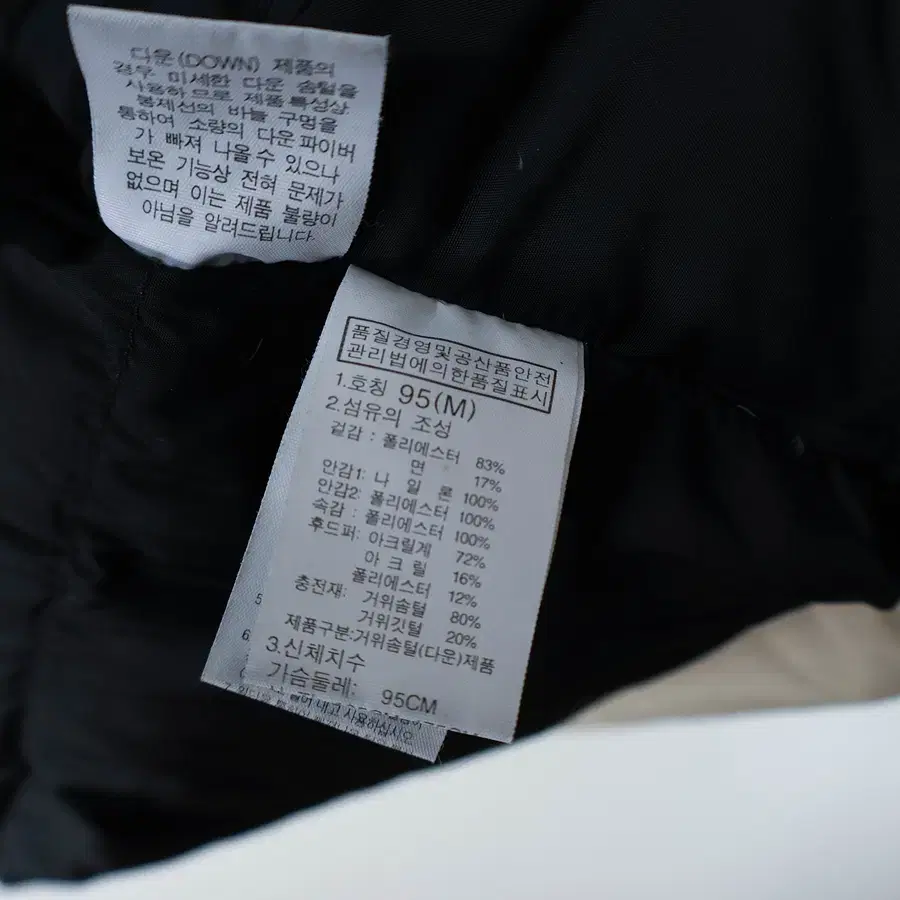 다운(DOWN) 제품의
경우 미세한 다운 솜털을
사용하므로 제품 특성상
봉제선의 바늘 구멍을
통하여 소량의 다운 파이버
가 빠져 나올 수 있으나
보온 기능상 전혀 문제가
없으며 이는 제품 불량이
아님을 알려드립니다.
품질경영및공산품안전
관리법에의한품질표시
1.호칭 95(M)
2.섬유의 조성
겉감 : 폴리에스터 83%
면 17%
안감1: 나 일 론 100%
안감2: 폴리에스터 100%
속감 : 폴리에스터 100%
후드퍼: 아크릴계 72%
아 크 릴 16%
폴리에스터 12%
충전재: 거위솜털 80%
거위깃털 20%
제품구분:거위솜털(다운)제품
3.신체치수
가슴둘레: 95CM
5
6
내고 사용하십시오